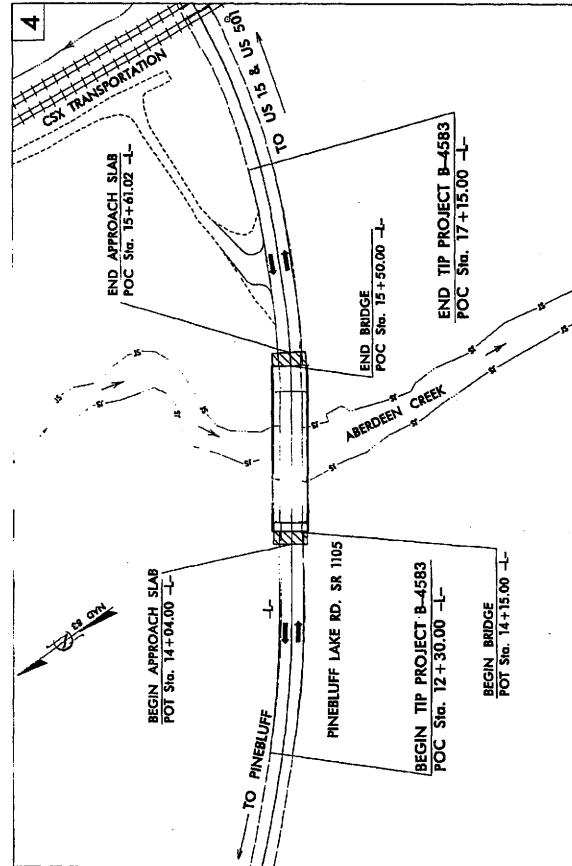 4
CSX TRANSPORTATION
TO US 15 & US 501
END APPROACH SLAB
POC Sta. 15+61.02 -L-
END BRIDGE
POC Sta. 15+50.00 -L-
END TIP PROJECT B-4583
POC Sta. 17+15.00 -L-
ABERDEEN CREEK
NAD 83
BEGIN APPROACH SLAB
POT Sta. 14+04.00 -L-
-L-
PINEBLUFF LAKE RD. SR 1105
TO PINEBLUFF
BEGIN TIP PROJECT B-4583
POC Sta. 12+30.00 -L-
BEGIN BRIDGE
POT Sta. 14+15.00 -L-